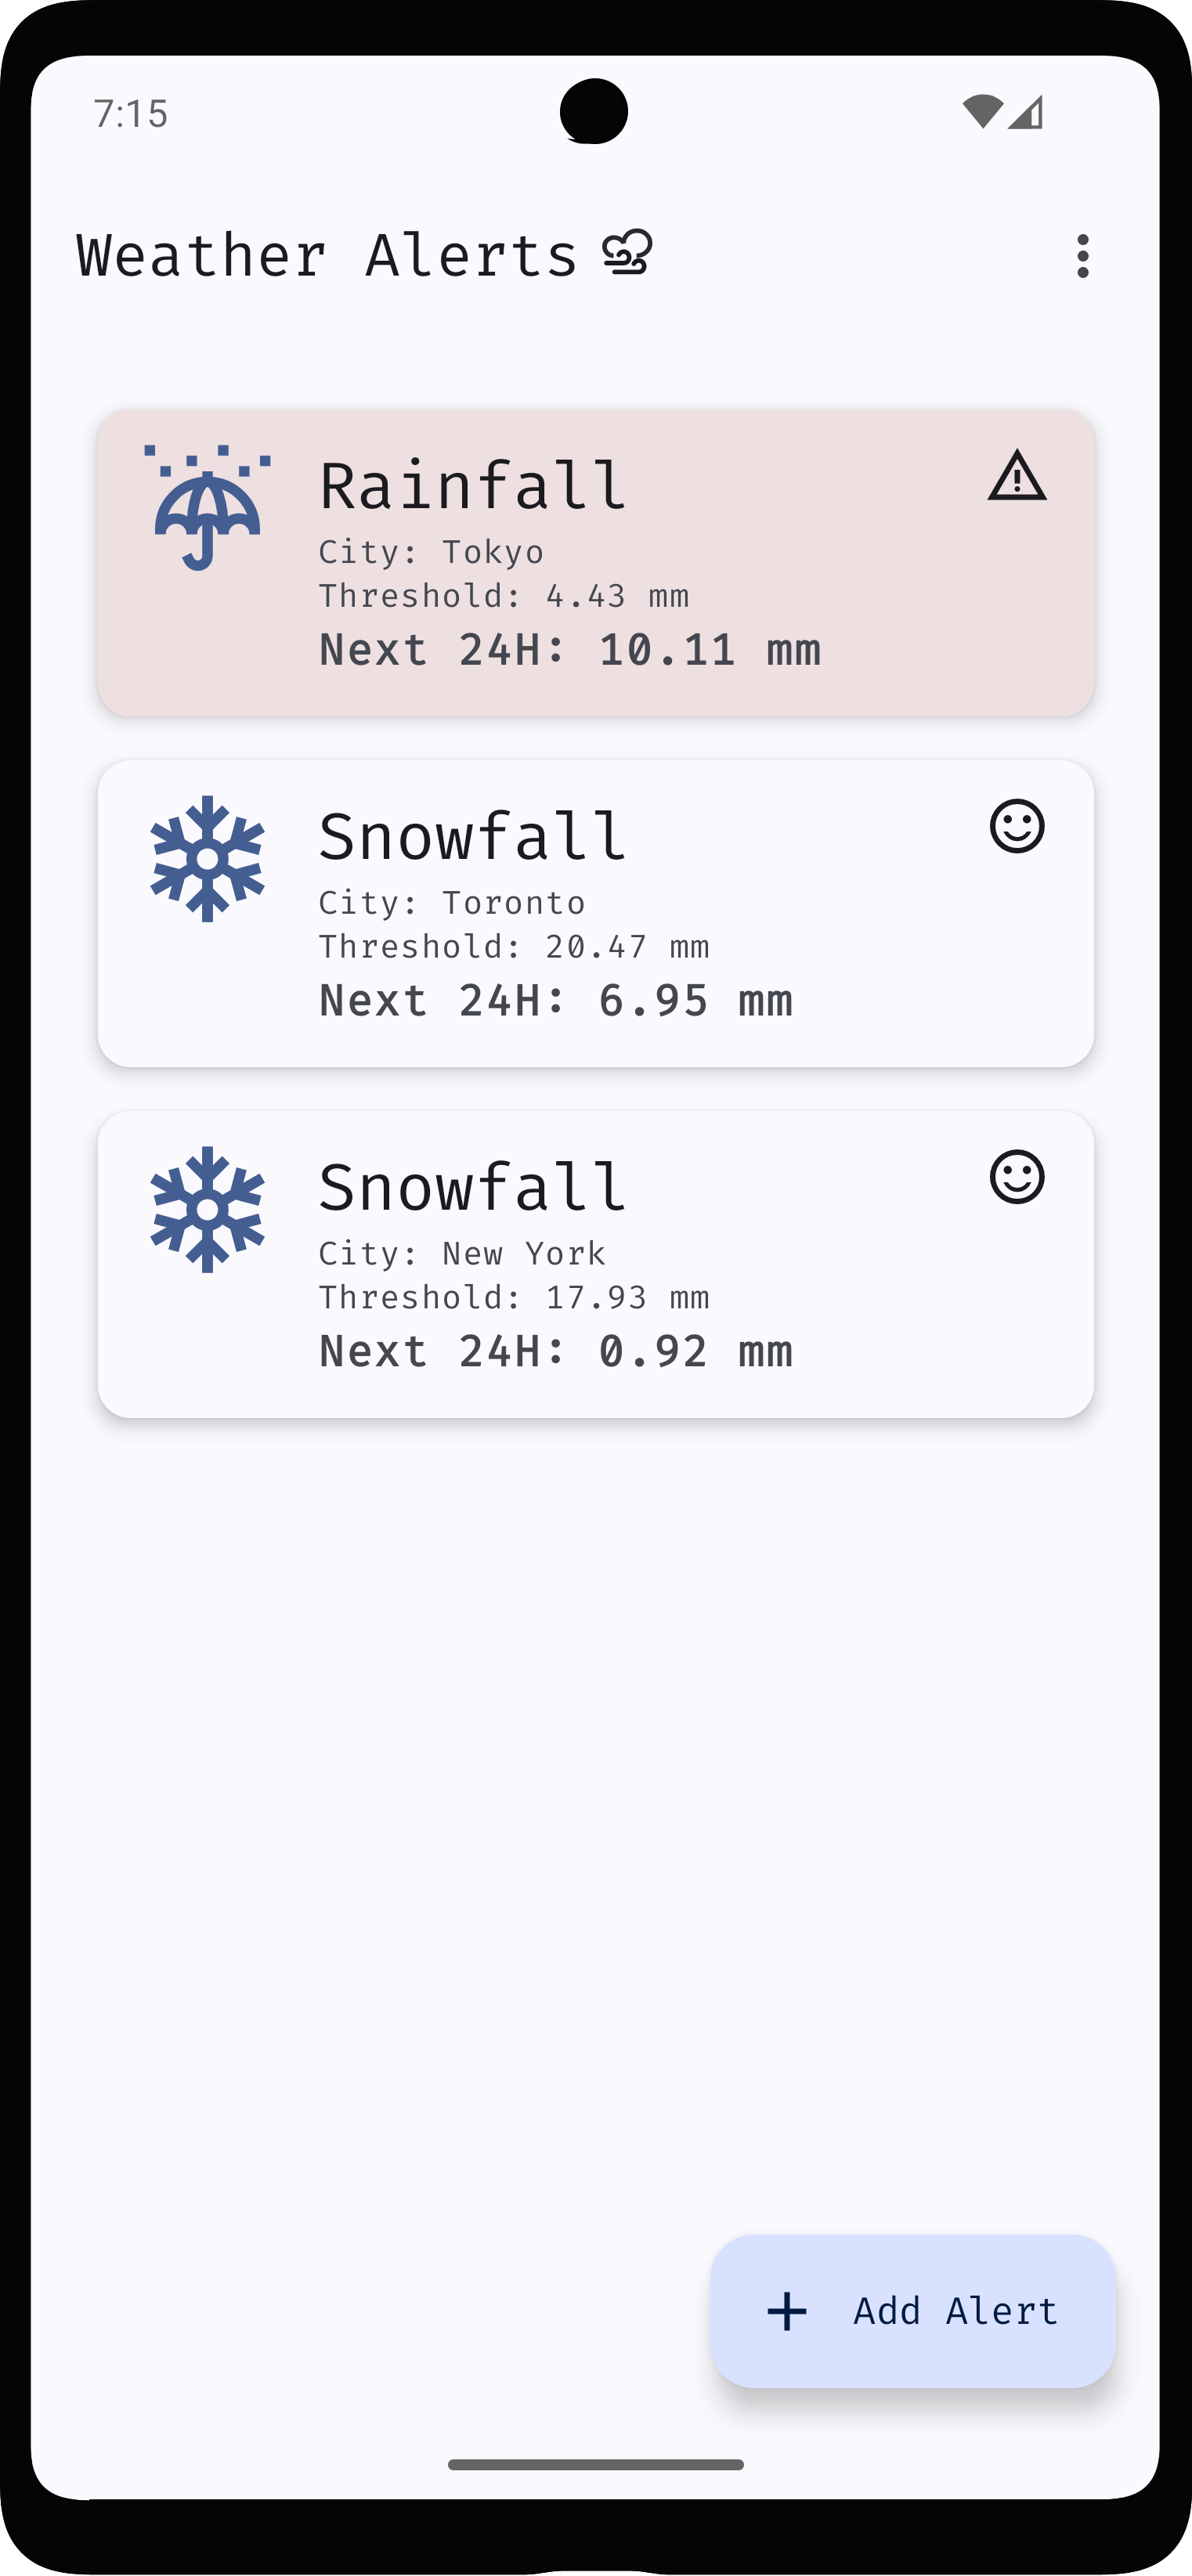 7:15
Weather Alerts
Rainfall
City: Tokyo
Threshold: 4.43 mm
Next 24H: 10.11 mm
Snowfall
City: Toronto
Threshold: 20.47 mm
Next 24H: 6.95 mm
Snowfall
City: New York
Threshold: 17.93 mm
Next 24H: 0.92 mm
Add Alert